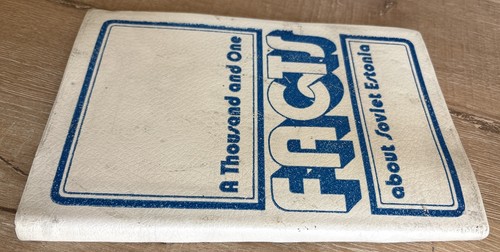 A Thousand and One
FACTS
about Soviet Estonia